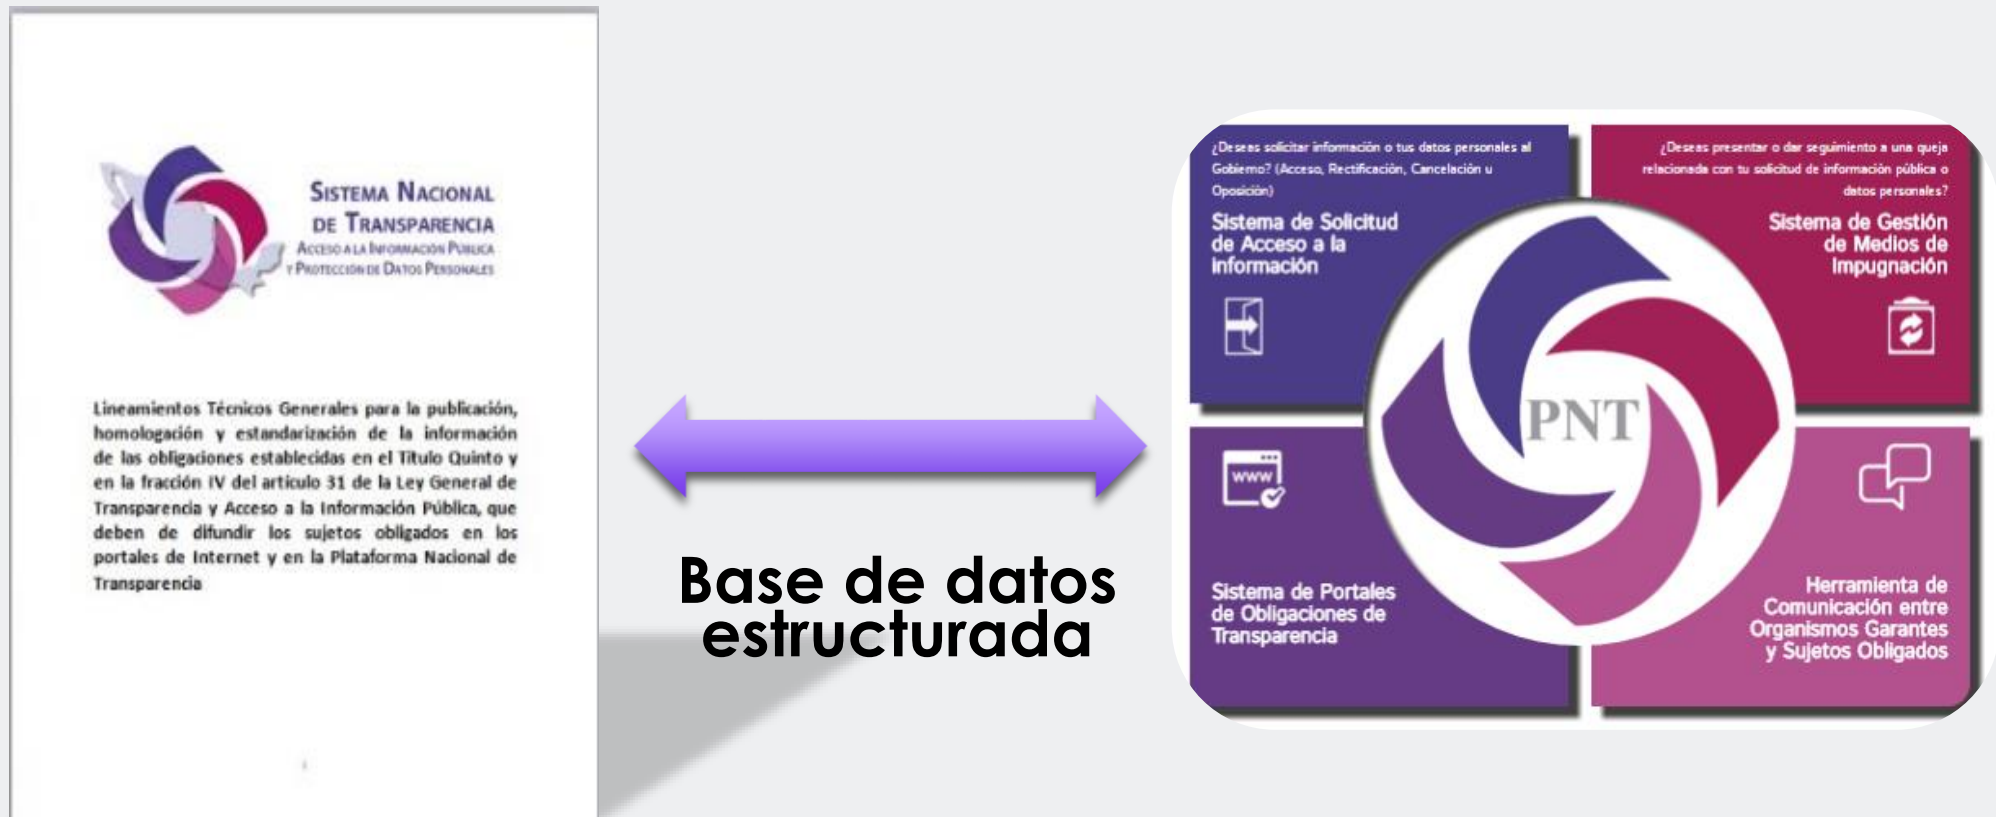 SISTEMA NACIONAL
DE TRANSPARENCIA
ACCESO A LA INFORMACIÓN PÚBLICA
Y PROTECCIÓN DE DATOS PERSONALES
Lineamientos Técnicos Generales para la publicación,
homologación y estandarización de la información
de las obligaciones establecidas en el Título Quinto y
en la fracción IV del artículo 31 de la Ley General de
Transparencia y Acceso a la Información Pública, que
deben de difundir los sujetos obligados en los
portales de Internet y en la Plataforma Nacional de
Transparencia
Base de datos
estructurada
¿Deseas solicitar información o tus datos personales al
Gobierno? (Acceso, Rectificación, Cancelación u
Oposición)
Sistema de Solicitud
de Acceso a la
información
¿Deseas presentar o dar seguimiento a una queja
relacionada con tu solicitud de información pública o
datos personales?
Sistema de Gestión
de Medios de
Impugnación
PNT
www
Sistema de Portales
de Obligaciones de
Transparencia
Herramienta de
Comunicación entre
Organismos Garantes
y Sujetos Obligados